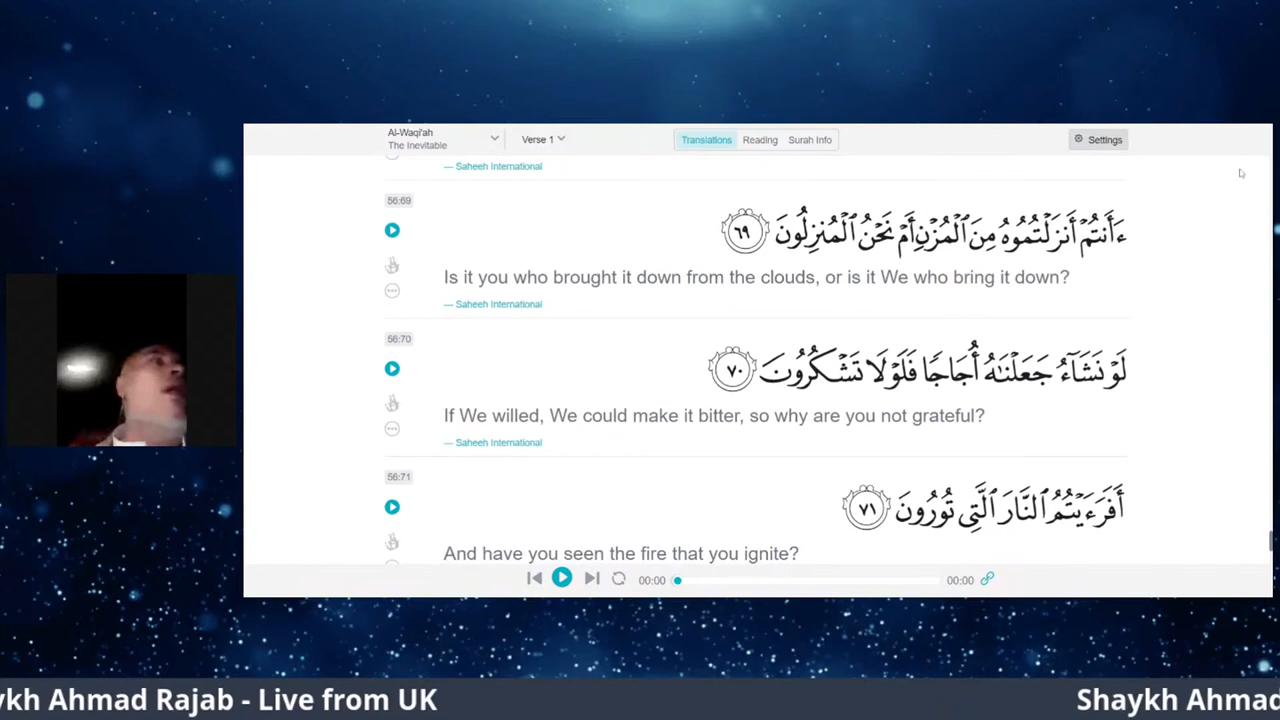 Al-Waqi'ah
The Inevitable
Verse 1
Translations
Reading
Surah Info
Settings
— Saheeh International
56:69
ءَأَنتُمْ أَنزَلْتُمُوهُ مِنَ ٱلْمُزْنِ أَمْ نَحْنُ ٱلْمُنزِلُونَ ٦٩
Is it you who brought it down from the clouds, or is it We who bring it down?
— Saheeh International
56:70
لَوْ نَشَآءُ جَعَلْنَـٰهُ أُجَاجًا فَلَوْلَا تَشْكُرُونَ ٧٠
If We willed, We could make it bitter, so why are you not grateful?
— Saheeh International
56:71
أَفَرَءَيْتُمُ ٱلنَّارَ ٱلَّتِى تُورُونَ ٧١
And have you seen the fire that you ignite?
00:00
00:00
ykh Ahmad Rajab - Live from UK
Shaykh Ahmad